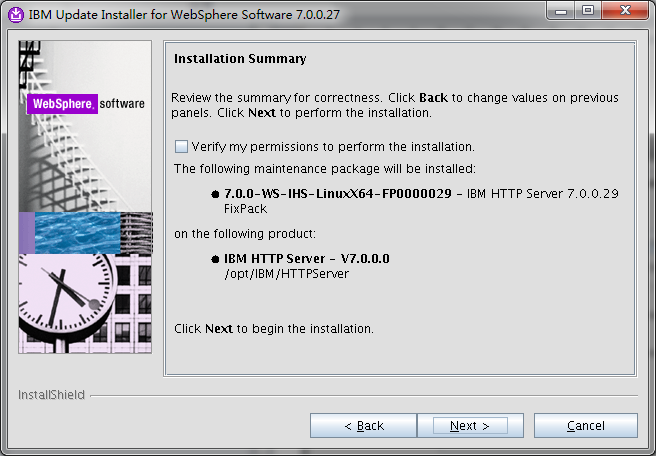 IBM Update Installer for WebSphere Software 7.0.0.27
WebSphere. software
Installation Summary
Review the summary for correctness. Click Back to change values on previous
panels. Click Next to perform the installation.
Verify my permissions to perform the installation.
The following maintenance package will be installed:
● 7.0.0-WS-IHS-LinuxX64-FP0000029 - IBM HTTP Server 7.0.0.29
FixPack
on the following product:
● IBM HTTP Server - V7.0.0.0
/opt/IBM/HTTPServer
Click Next to begin the installation.
InstallShield
< Back
Next >
Cancel